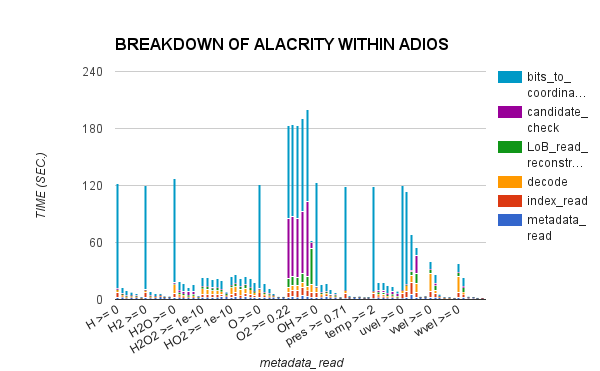 BREAKDOWN OF ALACRITY WITHIN ADIOS
TIME (SEC.)
240
180
120
60
0
H >= 0
H2 >= 0
H2O >= 0
H2O2 >= 1e-10
HO2 >= 1e-10
O >= 0
O2 >= 0.22
OH >= 0
pres >= 0.71
temp >= 2
uvel >= 0
vvel >= 0
wvel >= 0
metadata_read
bits_to_
coordina...
candidate_
check
LoB_read_
reconstr...
decode
index_read
metadata_
read